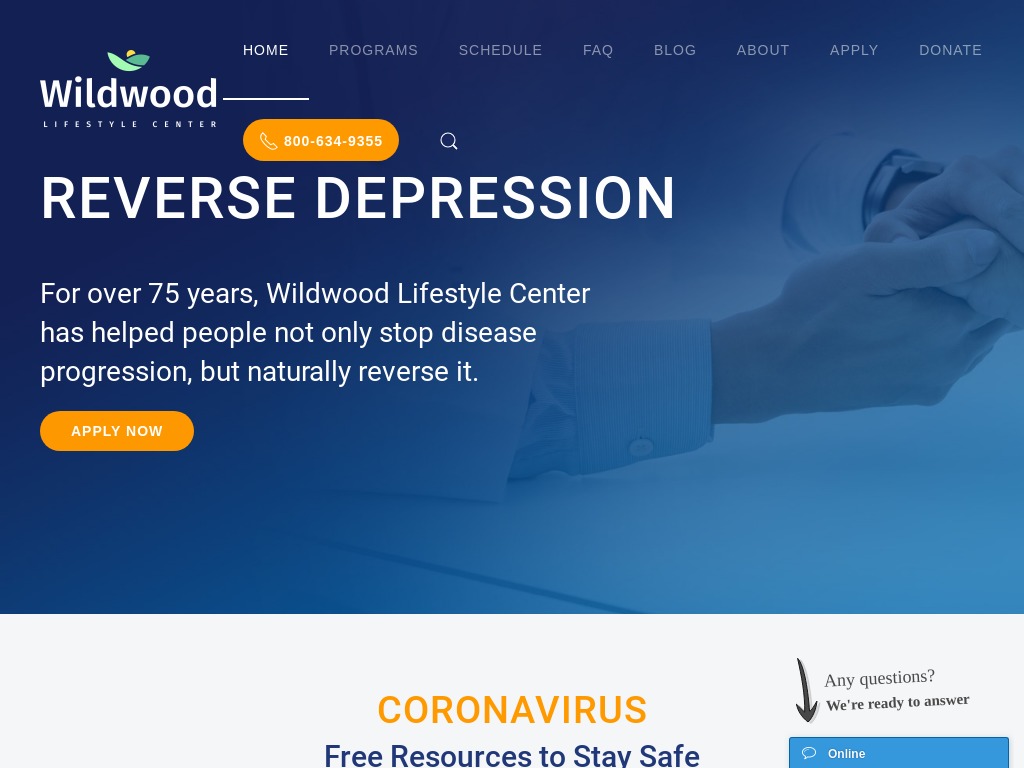 HOME PROGRAMS SCHEDULE FAQ BLOG ABOUT APPLY DONATE
Wildwood
LIFESTYLE CENTER
800-634-9355
REVERSE DEPRESSION
For over 75 years, Wildwood Lifestyle Center
has helped people not only stop disease
progression, but naturally reverse it.
APPLY NOW
CORONAVIRUS
Free Resources to Stay Safe
Any questions?
We're ready to answer
Online